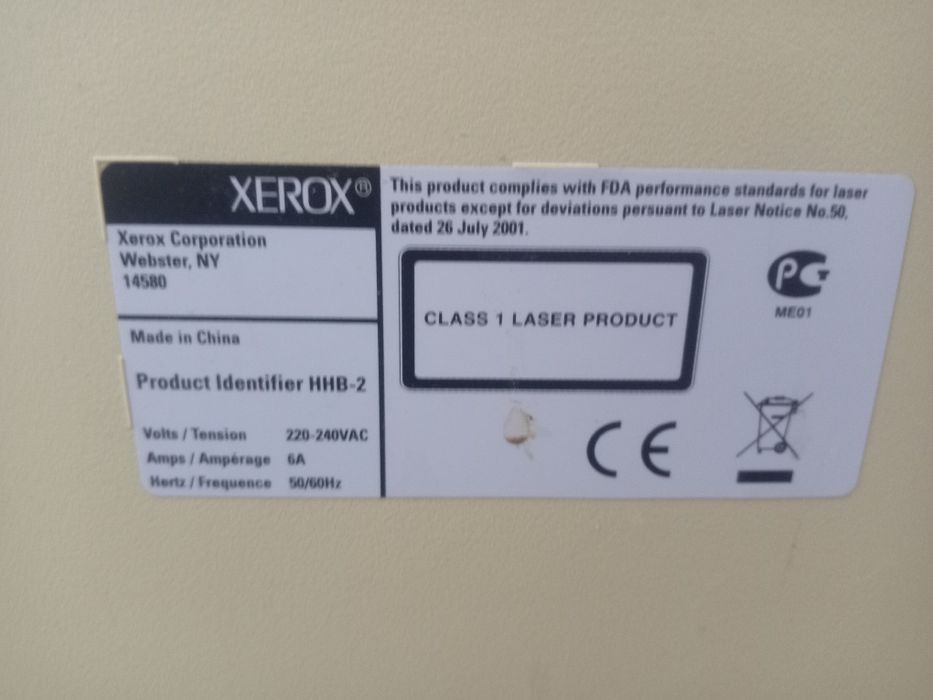 XEROX®
Xerox Corporation
Webster, NY
14580
Made in China
Product Identifier HHB-2
Volts / Tension 220-240VAC
Amps / Ampérage 6A
Hertz / Frequence 50/60Hz
This product complies with FDA performance standards for laser
products except for deviations pursuant to Laser Notice No.50,
dated 26 July 2001.
CLASS 1 LASER PRODUCT
РСТ
ME01
CE